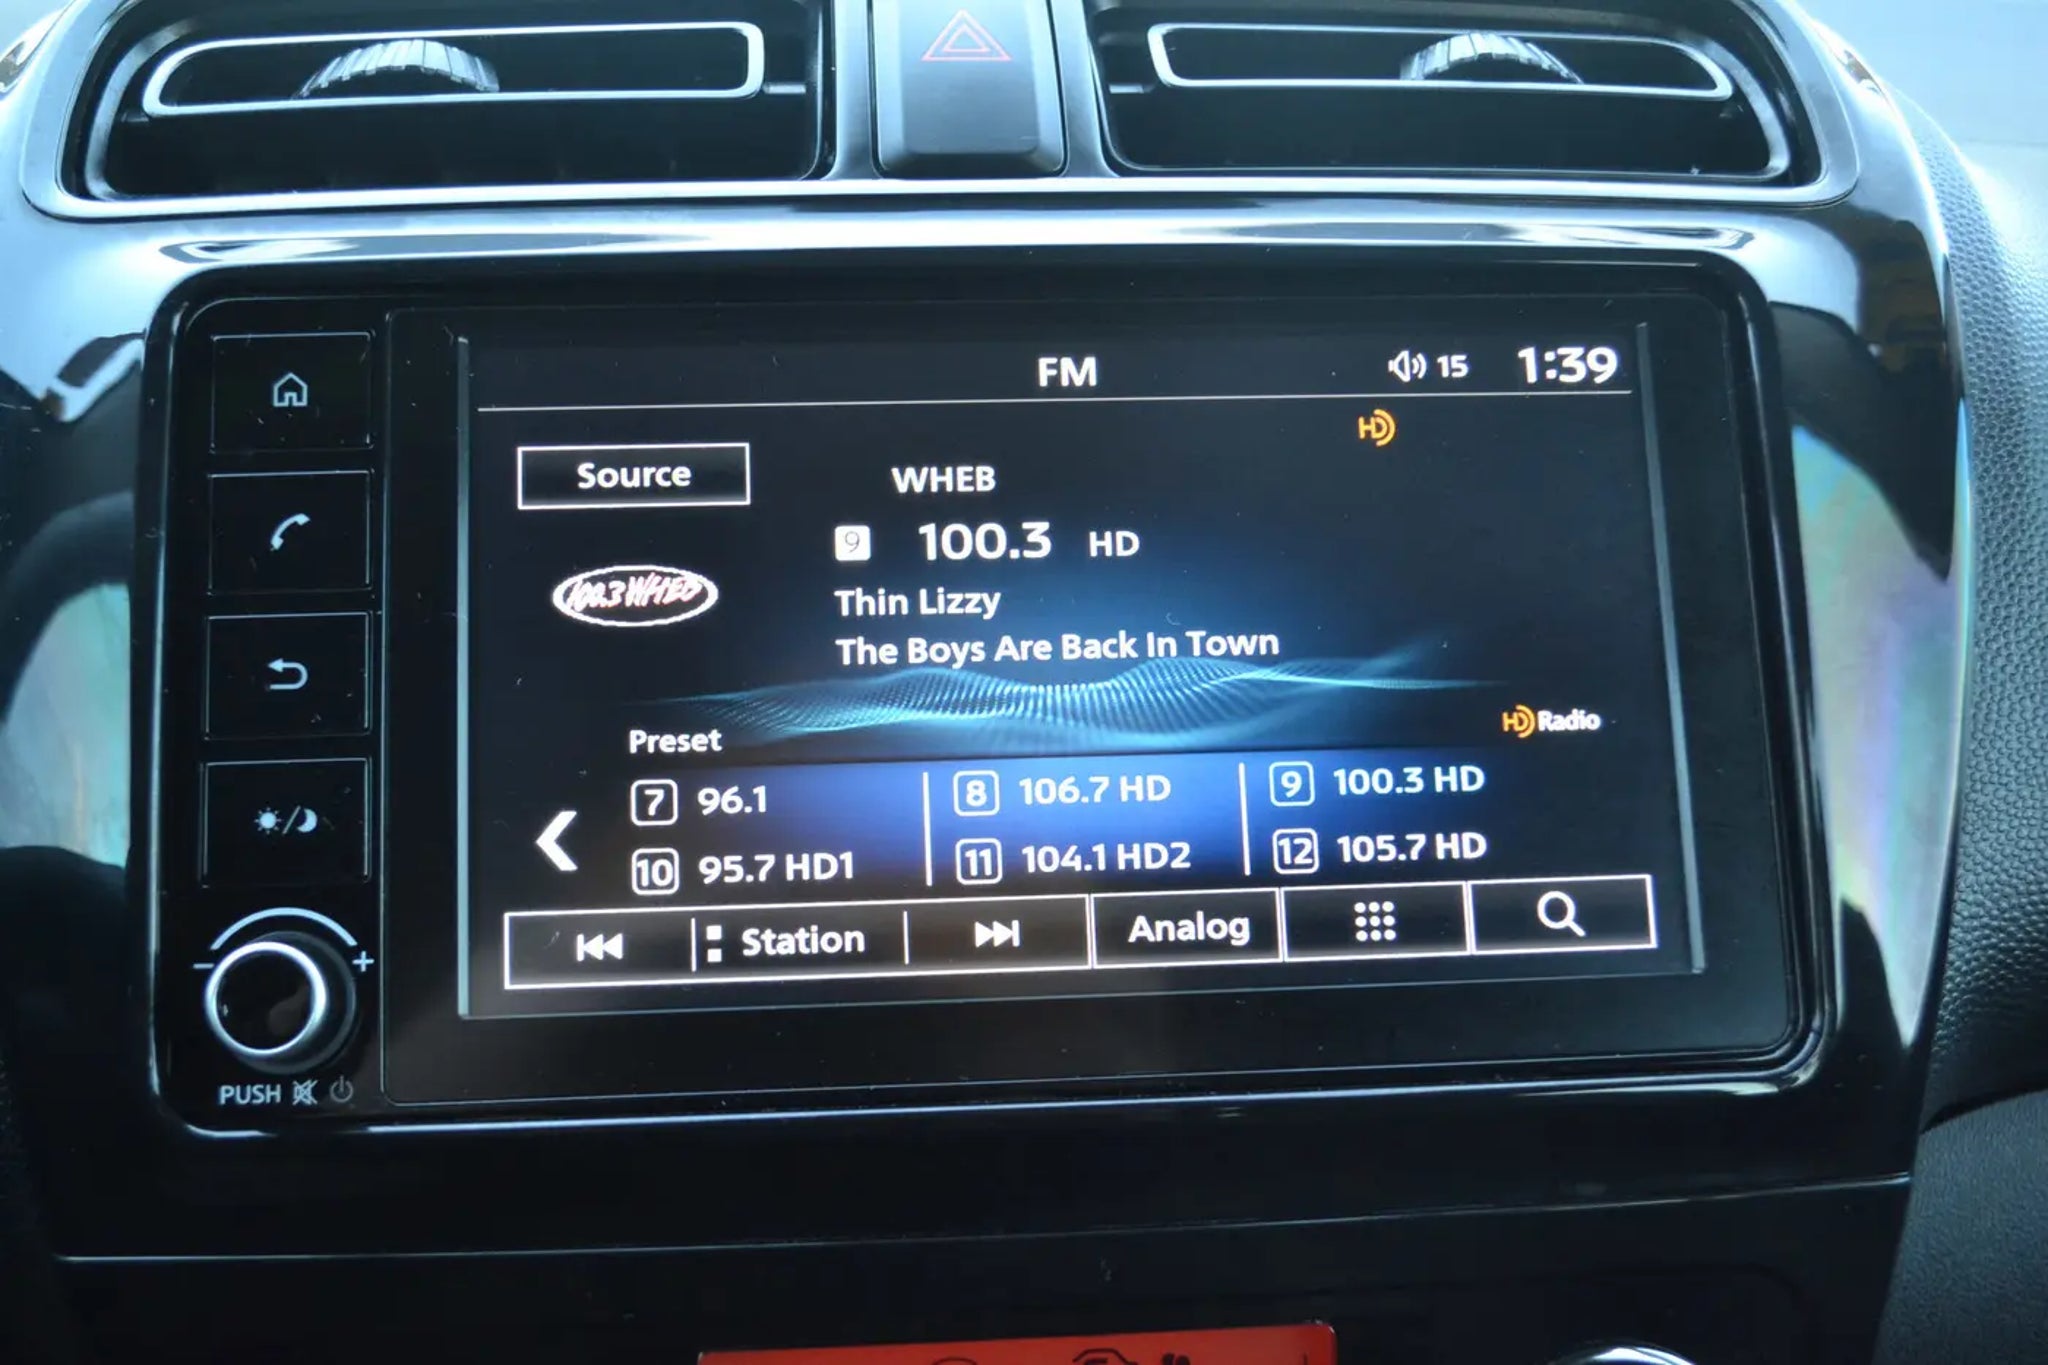 FM
15
1:39
HD
Source
WHEB
9 100.3 HD
100.3 WHEB
Thin Lizzy
The Boys Are Back In Town
HD Radio
Preset
7 96.1
8 106.7 HD
9 100.3 HD
10 95.7 HD1
11 104.1 HD2
12 105.7 HD
Station
Analog
- +
PUSH